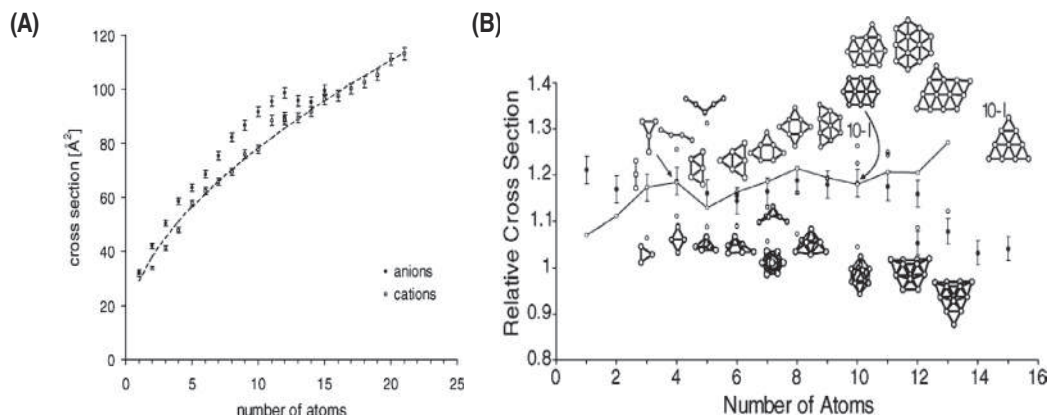 (A)
cross section [Å²]
120
100
80
60
40
20
0
0
5
10
15
20
25
number of atoms
anions
cations
(B)
Relative Cross Section
1.4
1.3
1.2
1.1
1
0.9
0.8
0
2
4
6
8
10
12
14
16
Number of Atoms
10-I
10-I